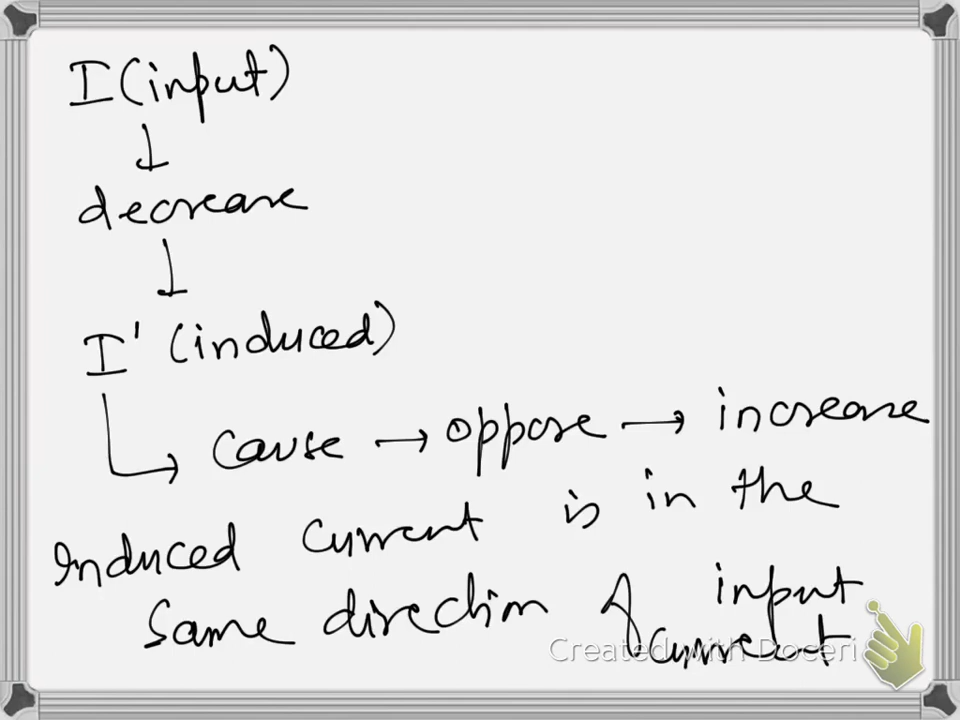 I (input)
↓
decrease
↓
I' (induced)
↳ cause → oppose → increase
Induced current is in the
same direction of input
current
Created with Doceri